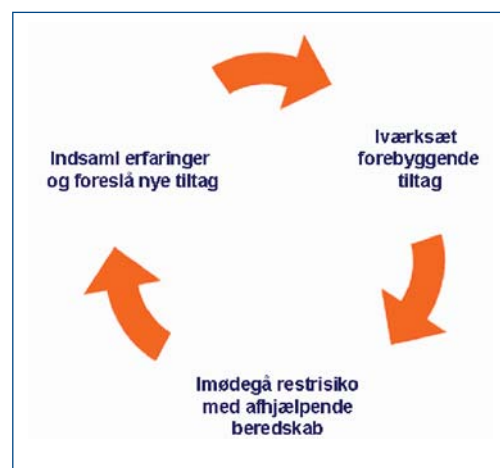 Indsaml erfaringer
og foreslå nye tiltag
Iværksæt
forebyggende
tiltag
Imødegå restrisiko
med afhjælpende
beredskab